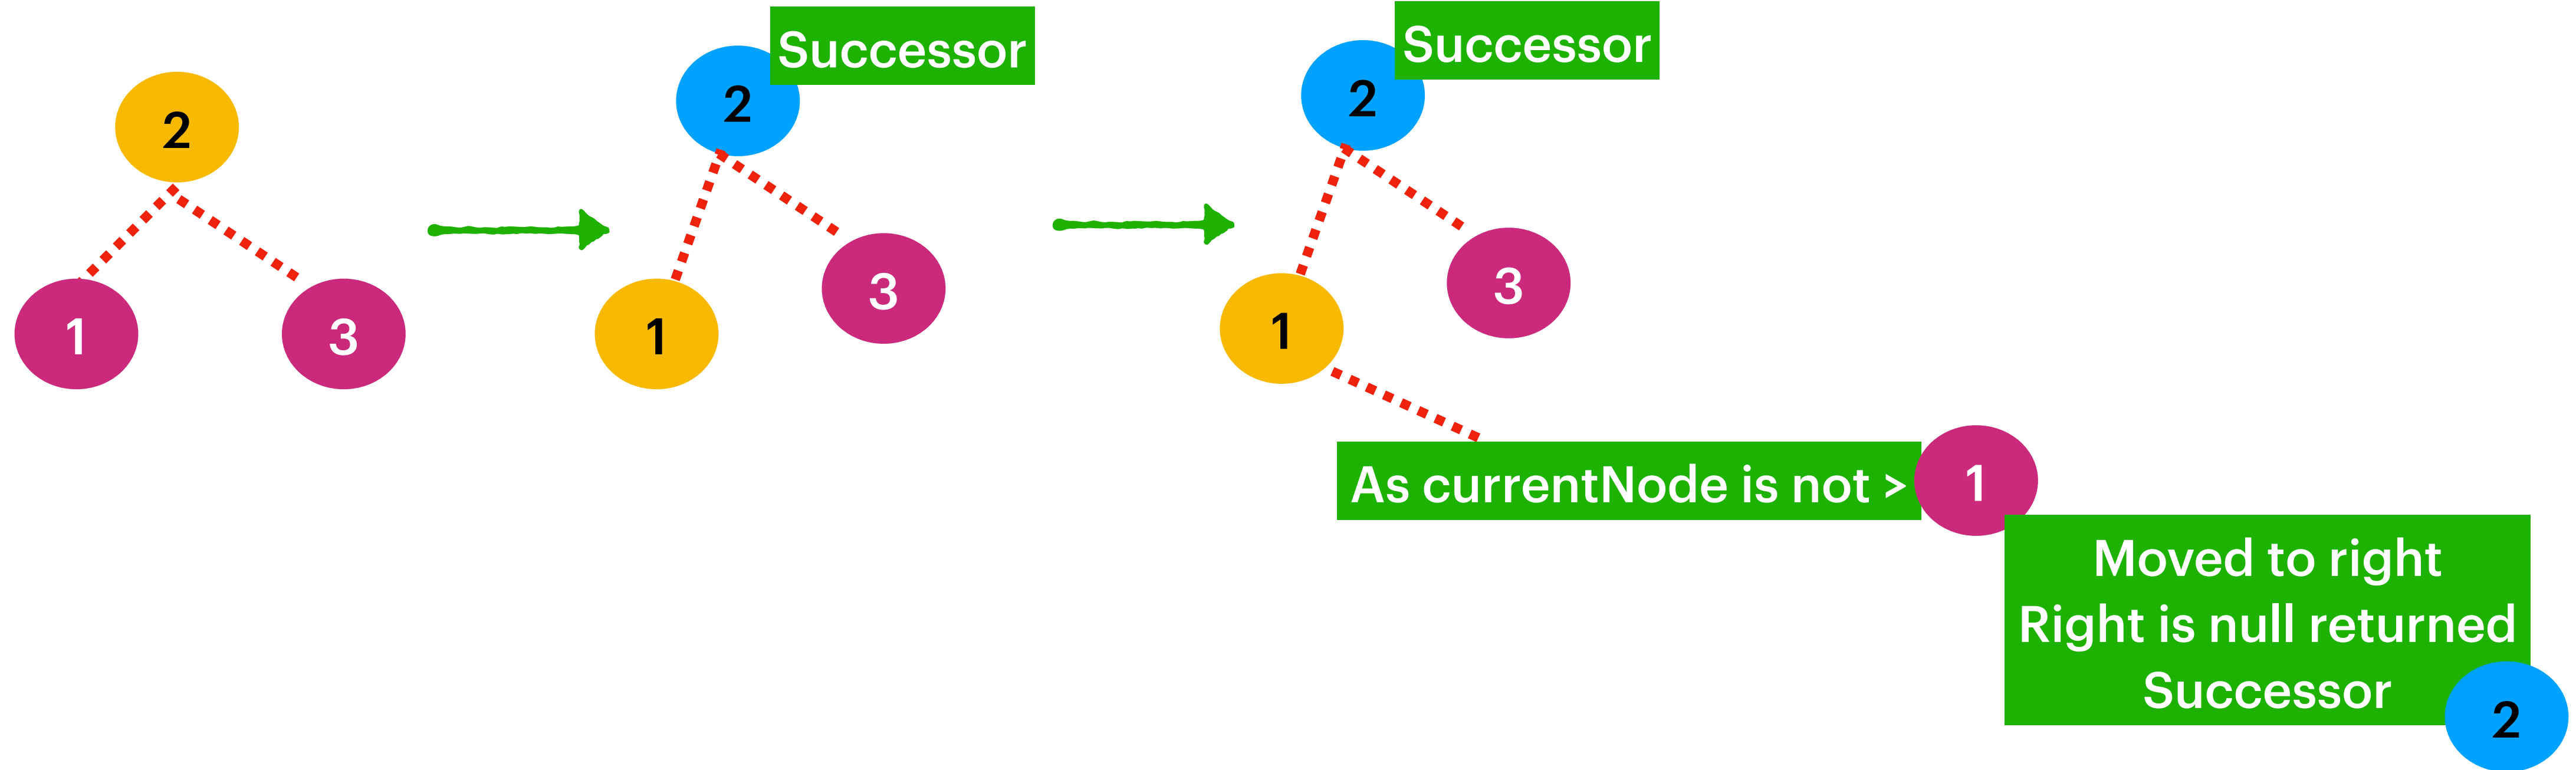 2
1
3
Successor
2
1
3
Successor
2
1
3
As currentNode is not >
1
Moved to right
Right is null returned
Successor
2